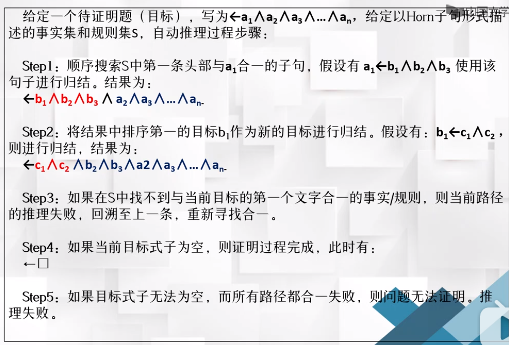 给定一个待证明题（目标），写为←a₁∧a₂∧a₃∧…∧aₙ，给定以Horn子句形式描
述的事实集和规则集S，自动推理过程步骤：
Step1：顺序搜索S中第一条头部与a₁合一的子句，假设有 a₁←b₁∧b₂∧b₃ 使用该
句子进行归结。结果为：
←b₁∧b₂∧b₃ ∧ a₂∧a₃∧…∧aₙ.
Step2：将结果中排序第一的目标b₁作为新的目标进行归结。假设有：b₁←c₁∧c₂，
则进行归结，结果为：
←c₁∧c₂ ∧b₂∧b₃∧a2∧a₃∧…∧aₙ.
Step3：如果在S中找不到与当前目标的第一个文字合一的事实/规则，则当前路径
的推理失败，回溯至上一条，重新寻找合一。
Step4：如果当前目标式子为空，则证明过程完成，此时有：
←□
Step5：如果目标式子无法为空，而所有路径都合一失败，则问题无法证明。推
理失败。